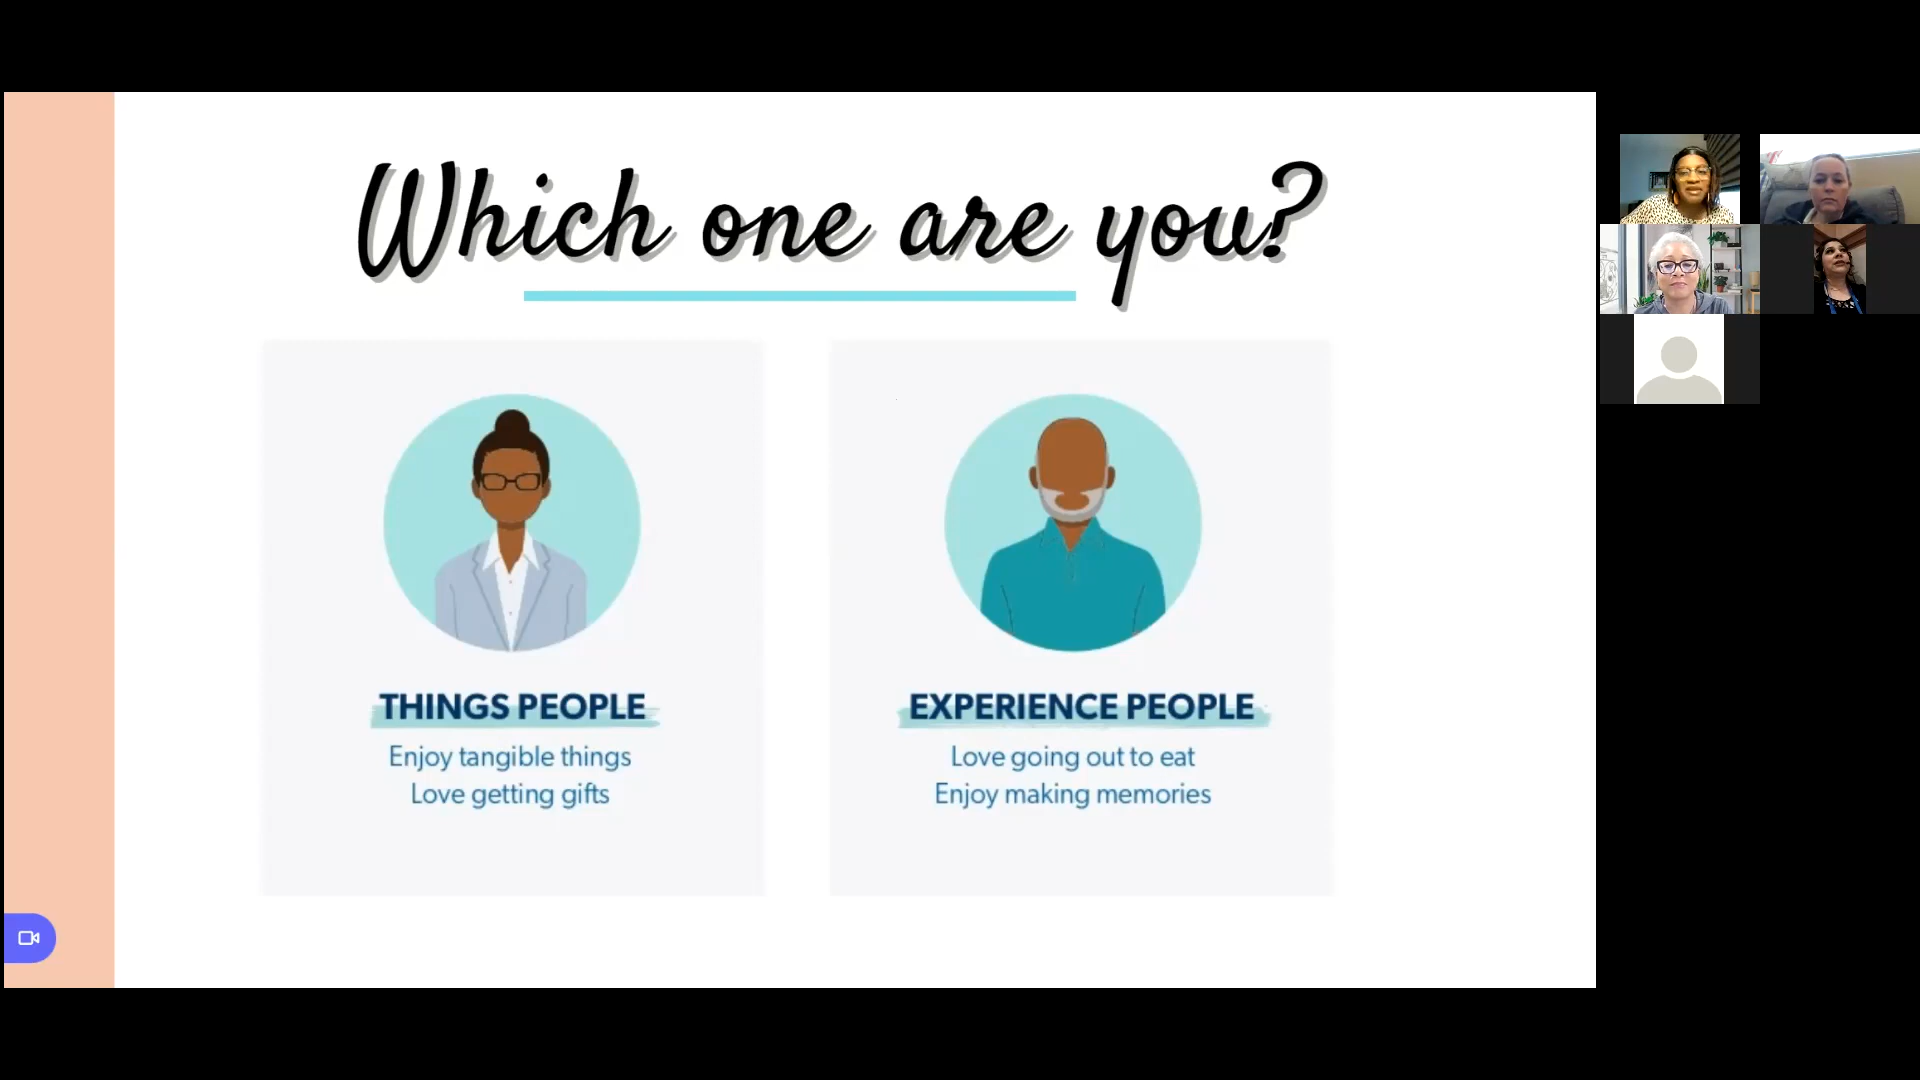 Which one are you?
THINGS PEOPLE
Enjoy tangible things
Love getting gifts
EXPERIENCE PEOPLE
Love going out to eat
Enjoy making memories